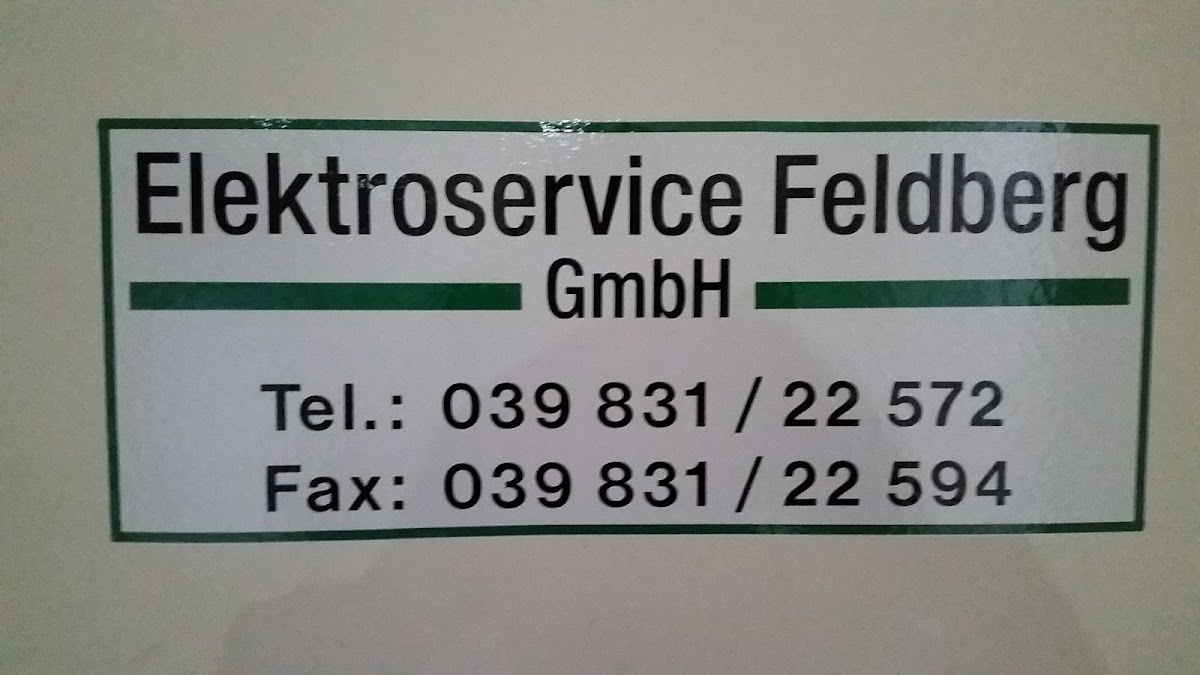 Elektroservice Feldberg
GmbH
Tel.: 039 831 / 22 572
Fax: 039 831 / 22 594